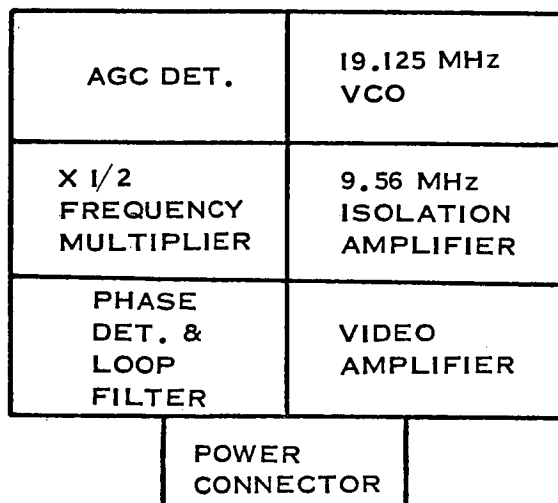 AGC DET.
19.125 MHz
VCO
X 1/2
FREQUENCY
MULTIPLIER
9.56 MHz
ISOLATION
AMPLIFIER
PHASE
DET. &
LOOP
FILTER
VIDEO
AMPLIFIER
POWER
CONNECTOR